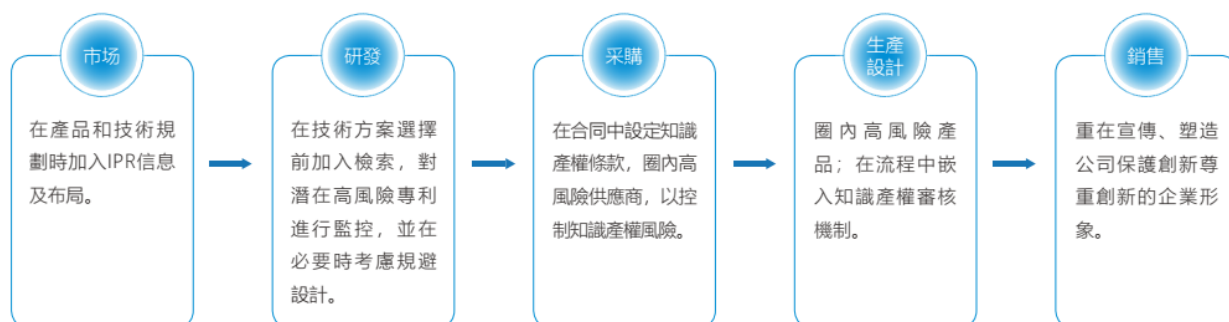 市场
在產品和技術規
劃時加入IPR信息
及布局。
研發
在技術方案選擇
前加入檢索，對
潛在高風險專利
進行監控，並在
必要時考慮規避
設計。
采購
在合同中設定知識
產權條款，圈內高
風險供應商，以控
制知識產權風險。
生產
設計
圈內高風險產
品；在流程中嵌
入知識產權審核
機制。
銷售
重在宣傳、塑造
公司保護創新尊
重創新的企業形
象。